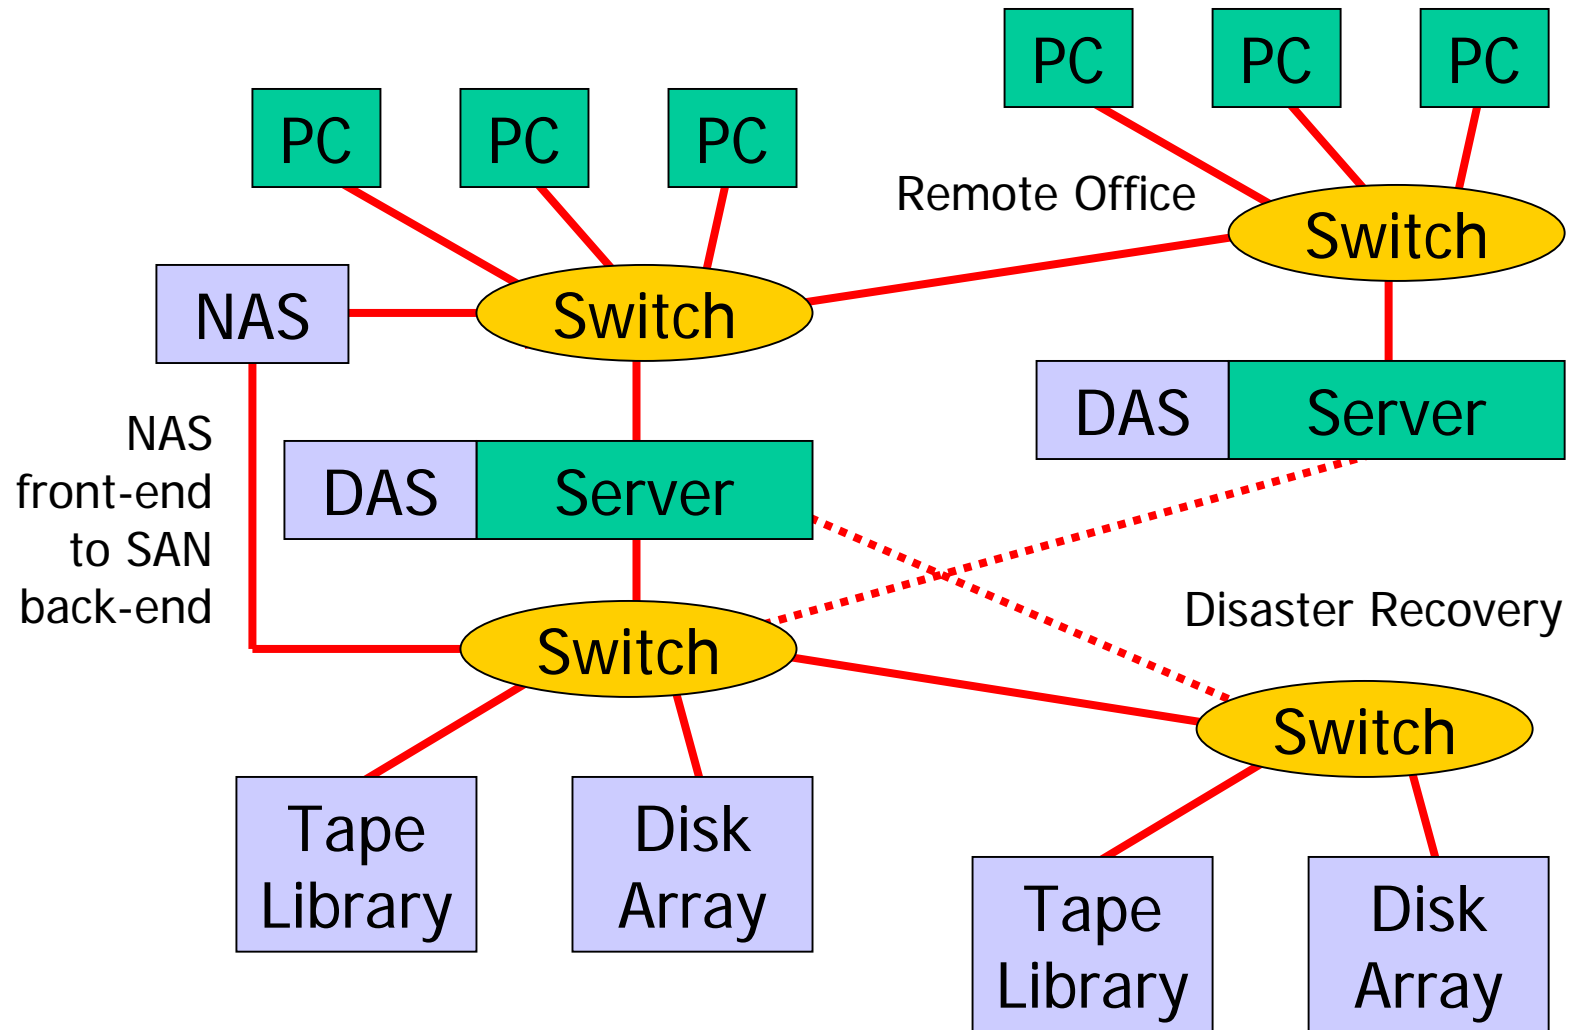 PC
PC
PC
PC
PC
PC
Remote Office
Switch
NAS
Switch
DAS
Server
NAS
front-end
to SAN
back-end
DAS
Server
Disaster Recovery
Switch
Switch
Tape
Library
Disk
Array
Tape
Library
Disk
Array